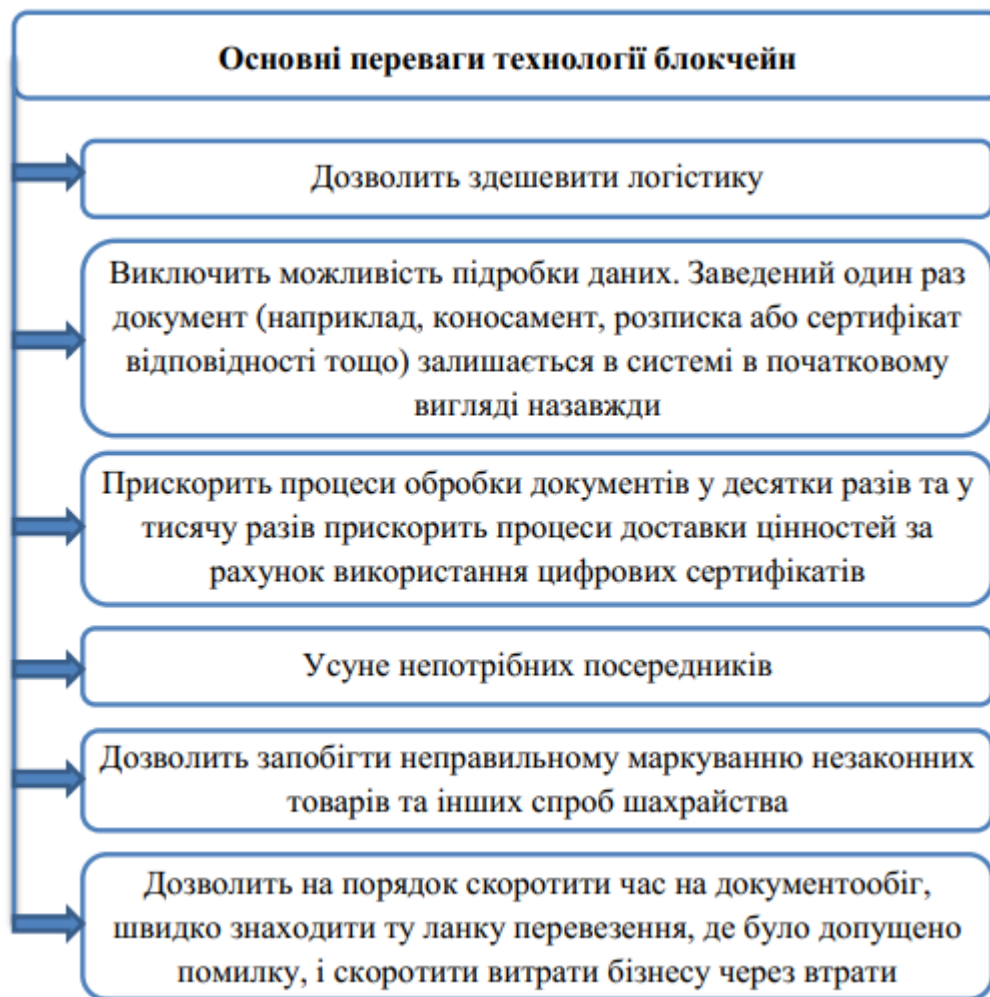 Основні переваги технології блокчейн
Дозволить здешевити логістику
Виключить можливість підробки даних. Заведений один раз
документ (наприклад, коносамент, розписка або сертифікат
відповідності тощо) залишається в системі в початковому
вигляді назавжди
Прискорить процеси обробки документів у десятки разів та у
тисячу разів прискорить процеси доставки цінностей за
рахунок використання цифрових сертифікатів
Усуне непотрібних посередників
Дозволить запобігти неправильному маркуванню незаконних
товарів та інших спроб шахрайства
Дозволить на порядок скоротити час на документообіг,
швидко знаходити ту ланку перевезення, де було допущено
помилку, і скоротити витрати бізнесу через втрати